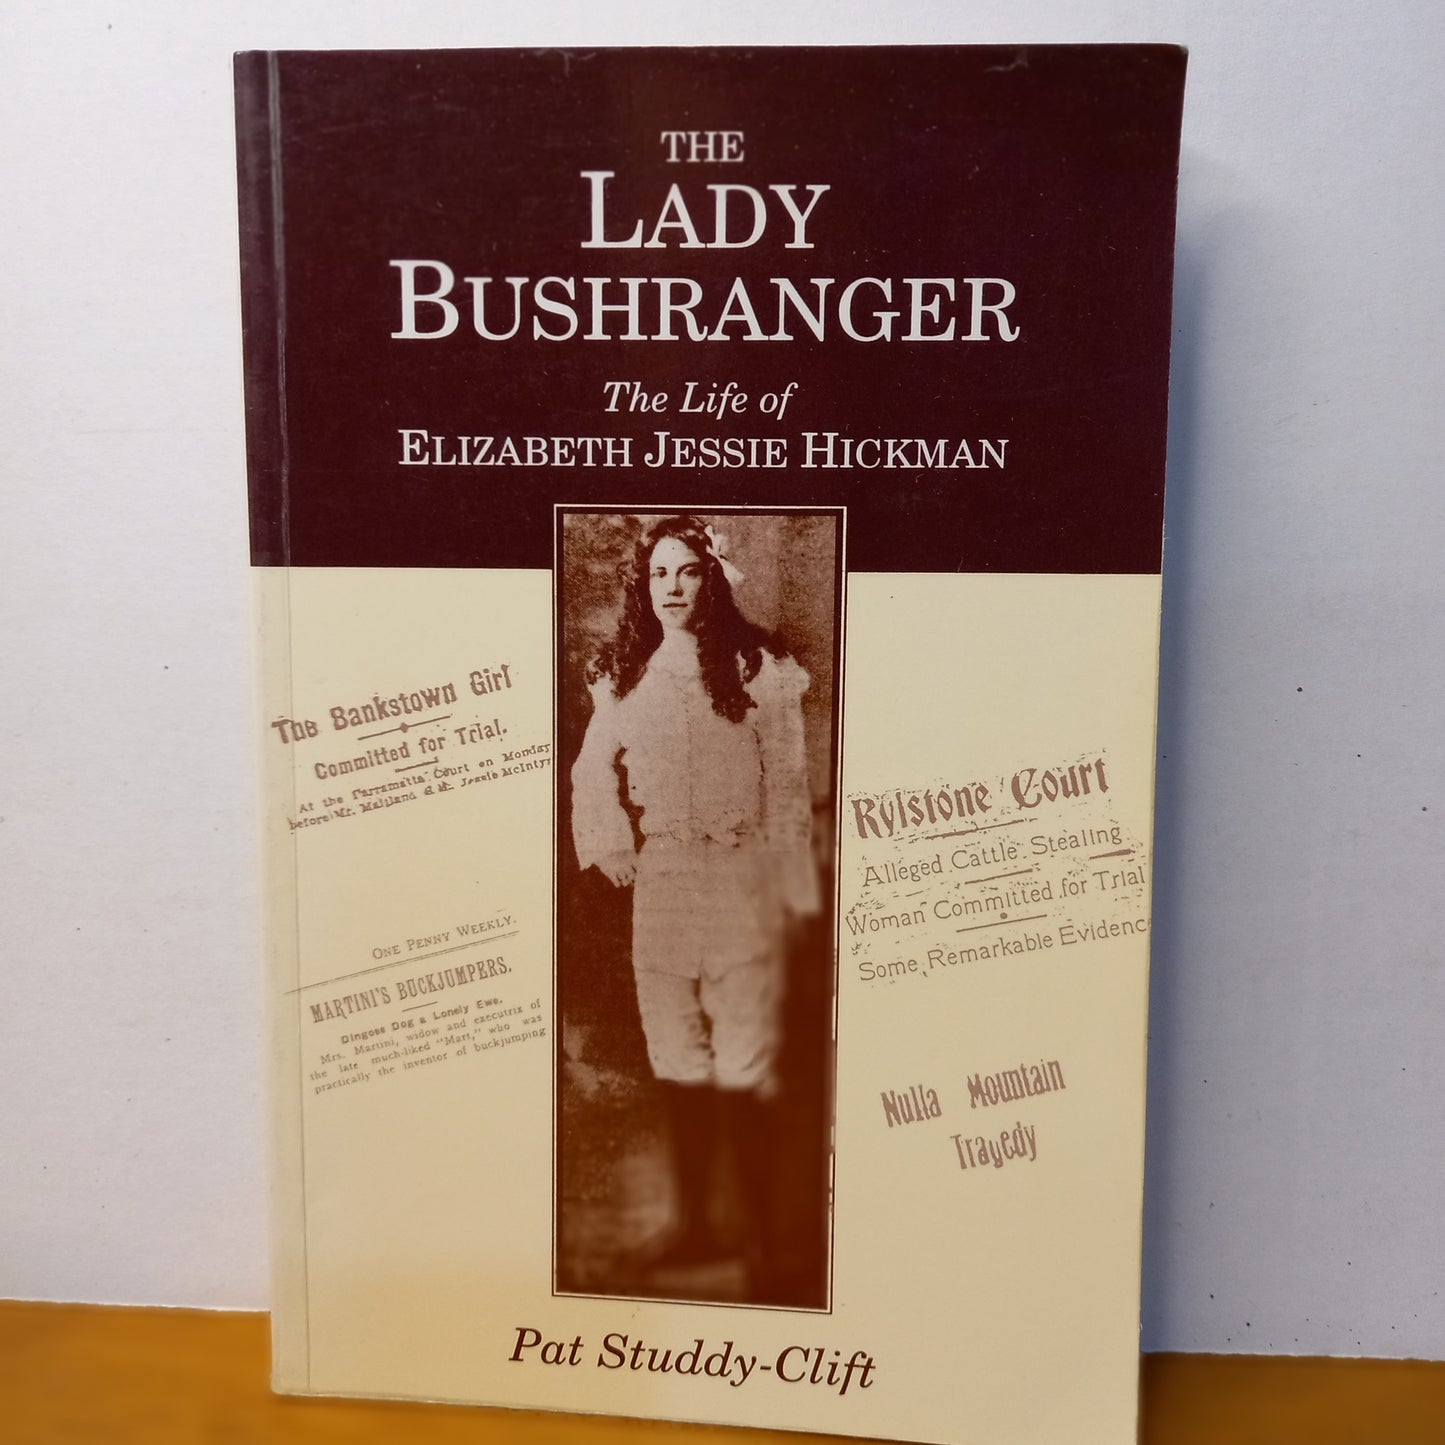 THE
LADY
BUSHRANGER
The Life of
ELIZABETH JESSIE HICKMAN
The Bankstown Girl
Committed for Trial.
At the Parramatta Court on Monday
before Mr. Maitland S. M. Jessie McIntyr
ONE PENNY WEEKLY.
MARTINI'S BUCKJUMPERS.
Dingoes Dog a Lonely Ewe.
Mrs. Martini, widow and executrix of
the late much-liked "Mart," who was
practically the inventor of buckjumping
Rylstone Court
Alleged Cattle Stealing
Woman Committed for Trial
Some Remarkable Evidenc
Nulla Mountain
Tragedy
Pat Studdy-Clift